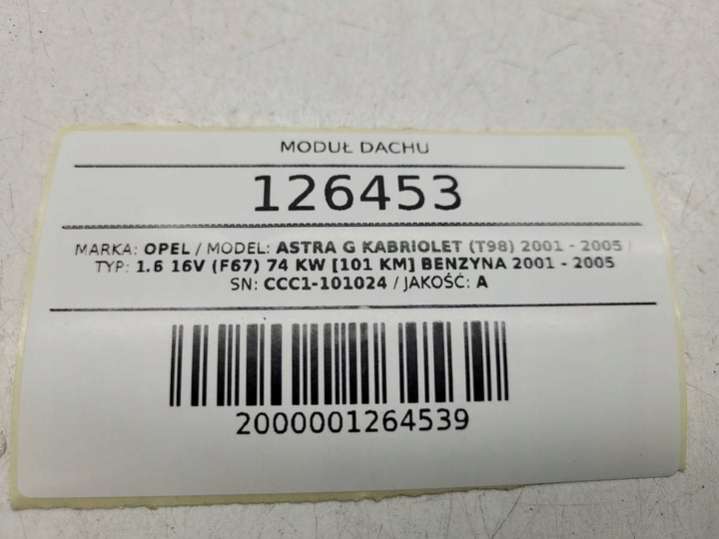 MODUŁ DACHU
126453
MARKA: OPEL / MODEL: ASTRA G KABRIOLET (T98) 2001 - 2005 /
TYP: 1.6 16V (F67) 74 KW [101 KM] BENZYNA 2001 - 2005
SN: CCC1-101024 / JAKOŚĆ: A
2000001264539